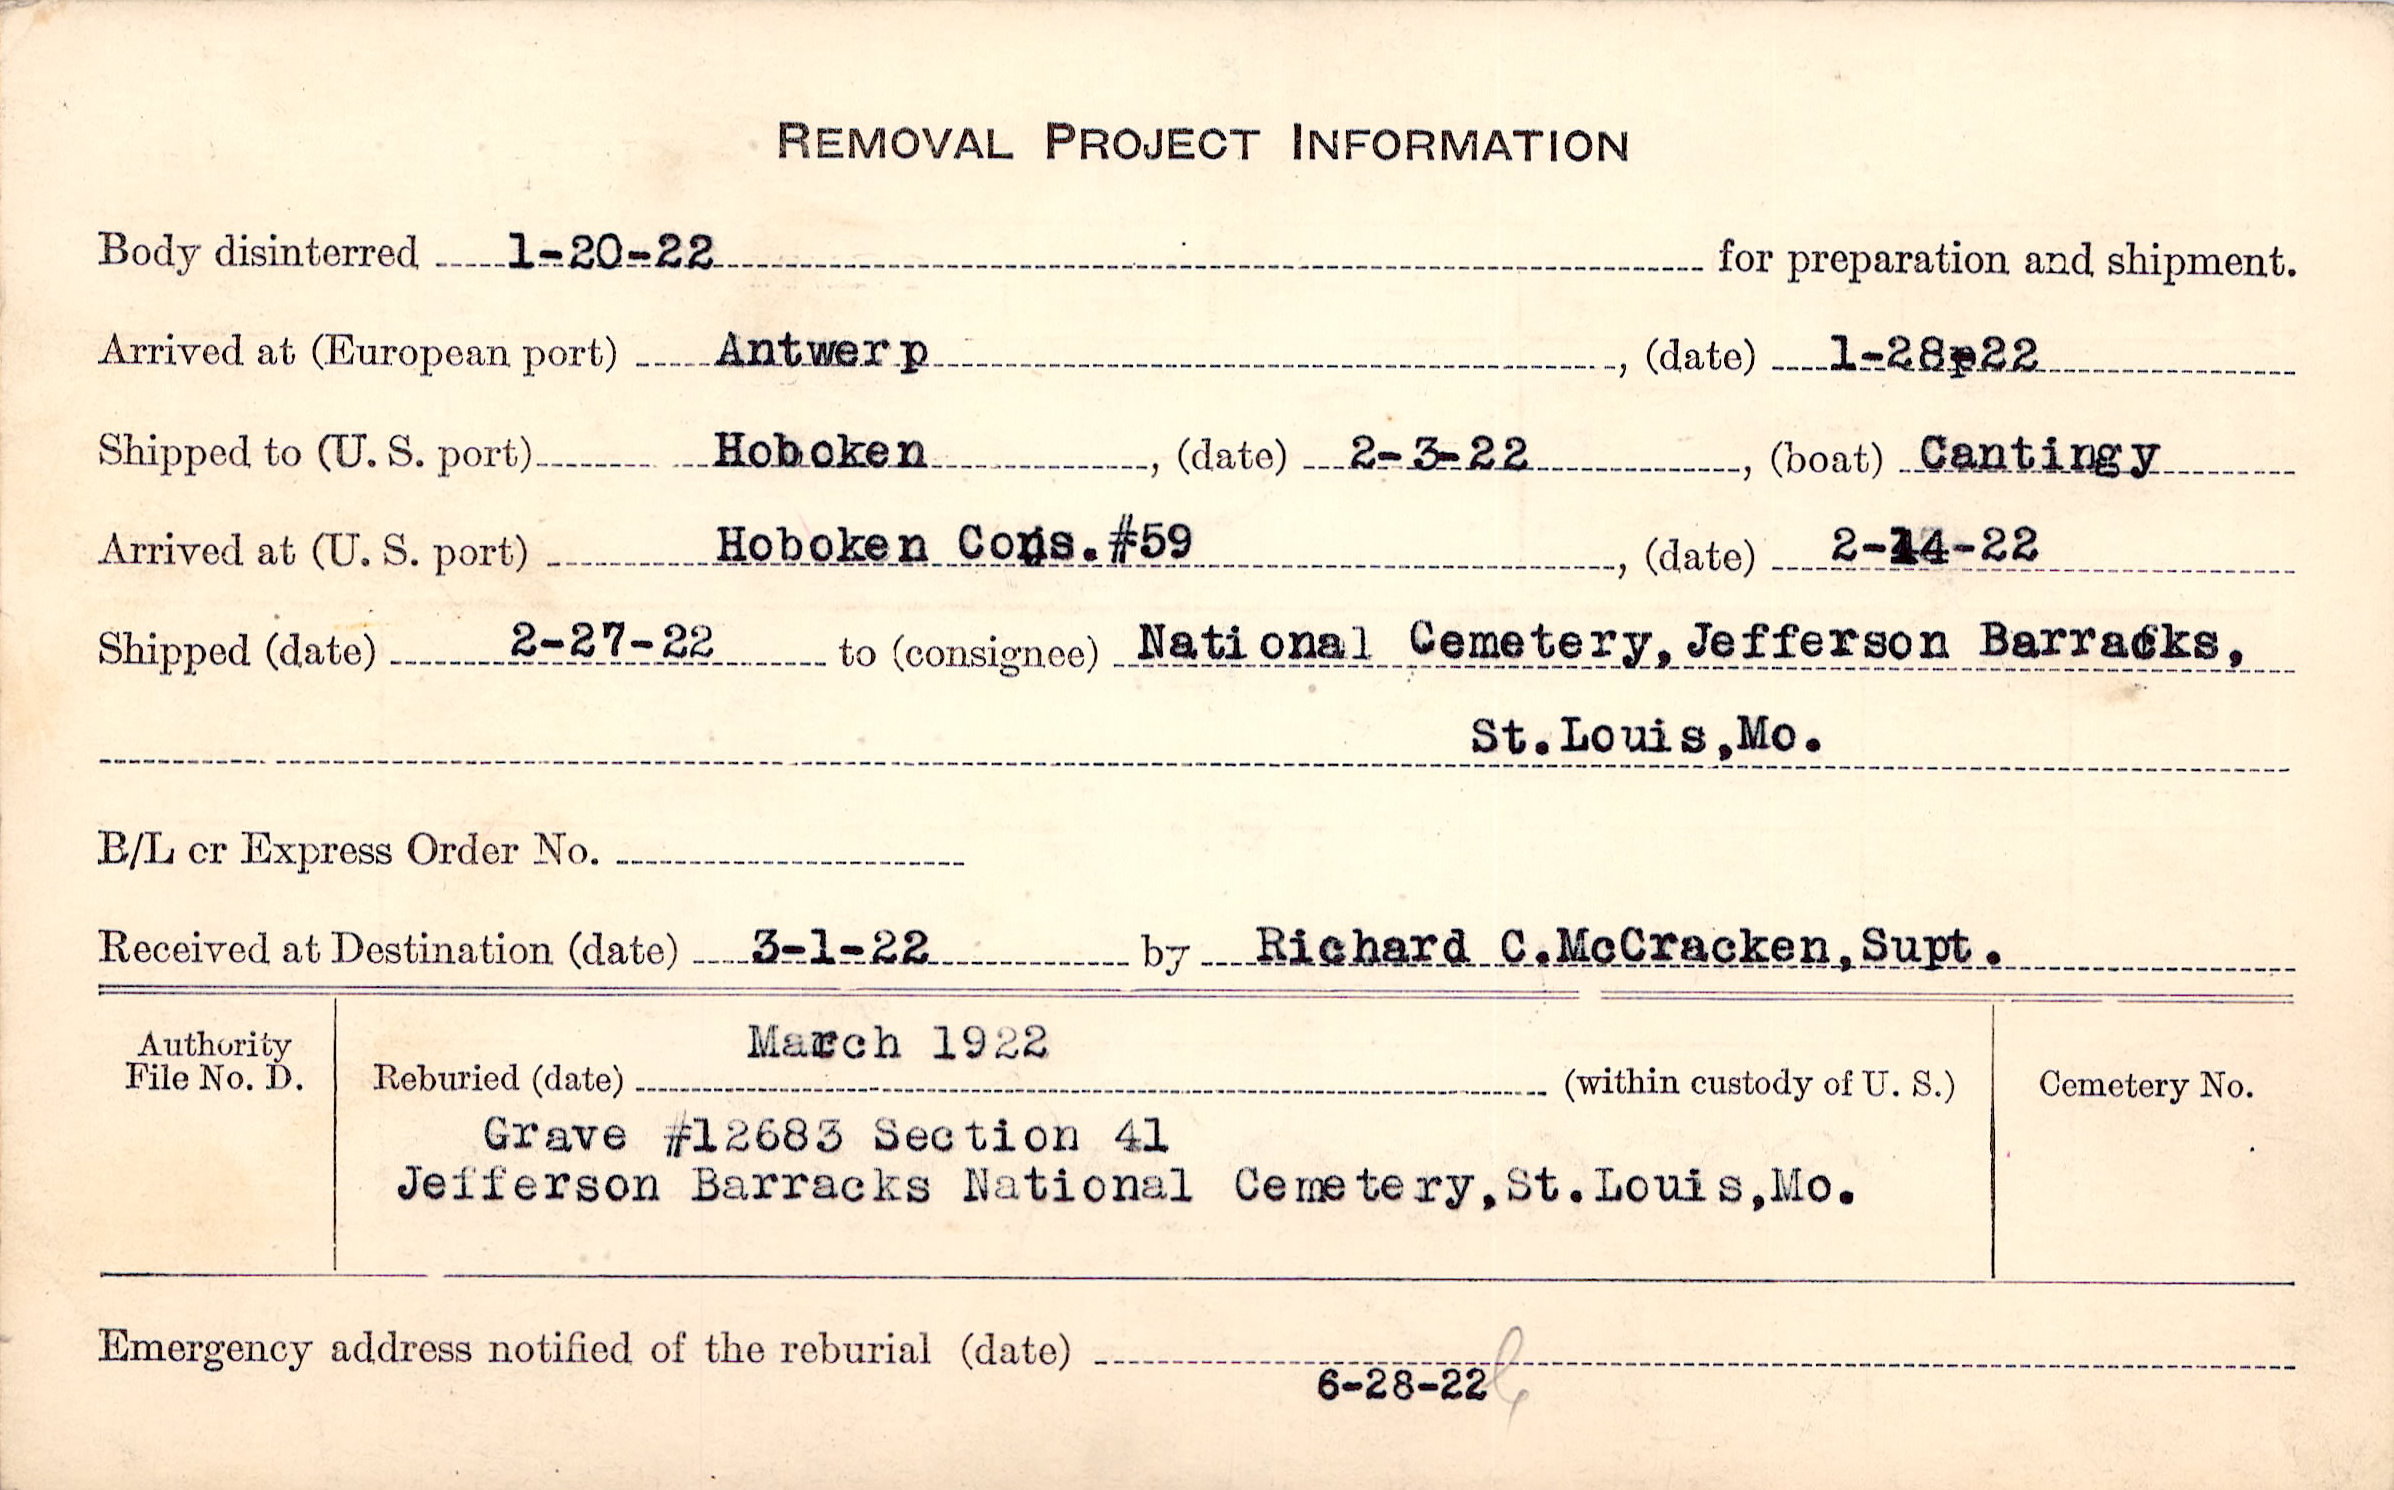 REMOVAL PROJECT INFORMATION
Body disinterred 1-20-22 for preparation and shipment.
Arrived at (European port) Antwerp, (date) 1-28-22
Shipped to (U. S. port) Hoboken, (date) 2-3-22, (boat) Cantingy
Arrived at (U. S. port) Hoboken Cons.#59, (date) 2-14-22
Shipped (date) 2-27-22 to (consignee) National Cemetery,Jefferson Barracks,
St.Louis,Mo.
B/L or Express Order No.
Received at Destination (date) 3-1-22 by Richard C.McCracken,Supt.
Authority
File No. D.
March 1922
Reburied (date) (within custody of U. S.)
Cemetery No.
Grave #12683 Section 41
Jefferson Barracks National Cemetery,St.Louis,Mo.
Emergency address notified of the reburial (date)
6-28-22